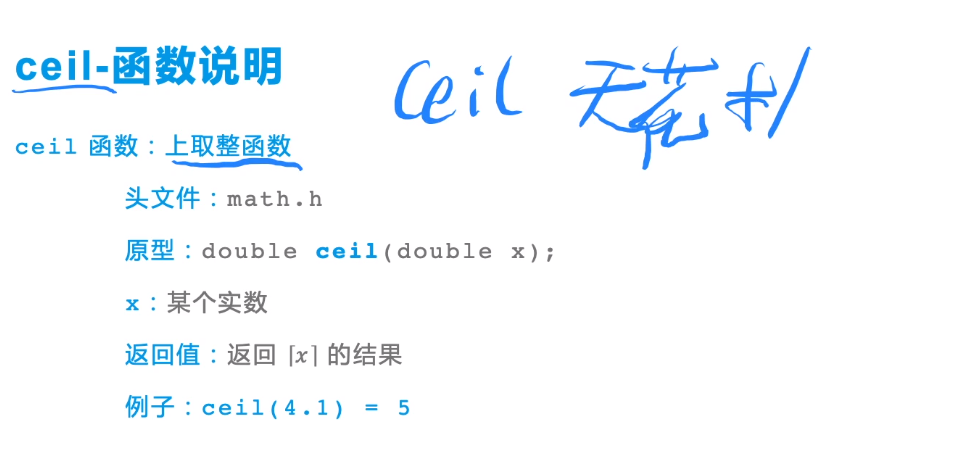 ceil-函数说明
Ceil 天花板
ceil 函数：上取整函数
头文件：math.h
原型：double ceil(double x);
x：某个实数
返回值：返回 ⌈x⌉ 的结果
例子：ceil(4.1) = 5